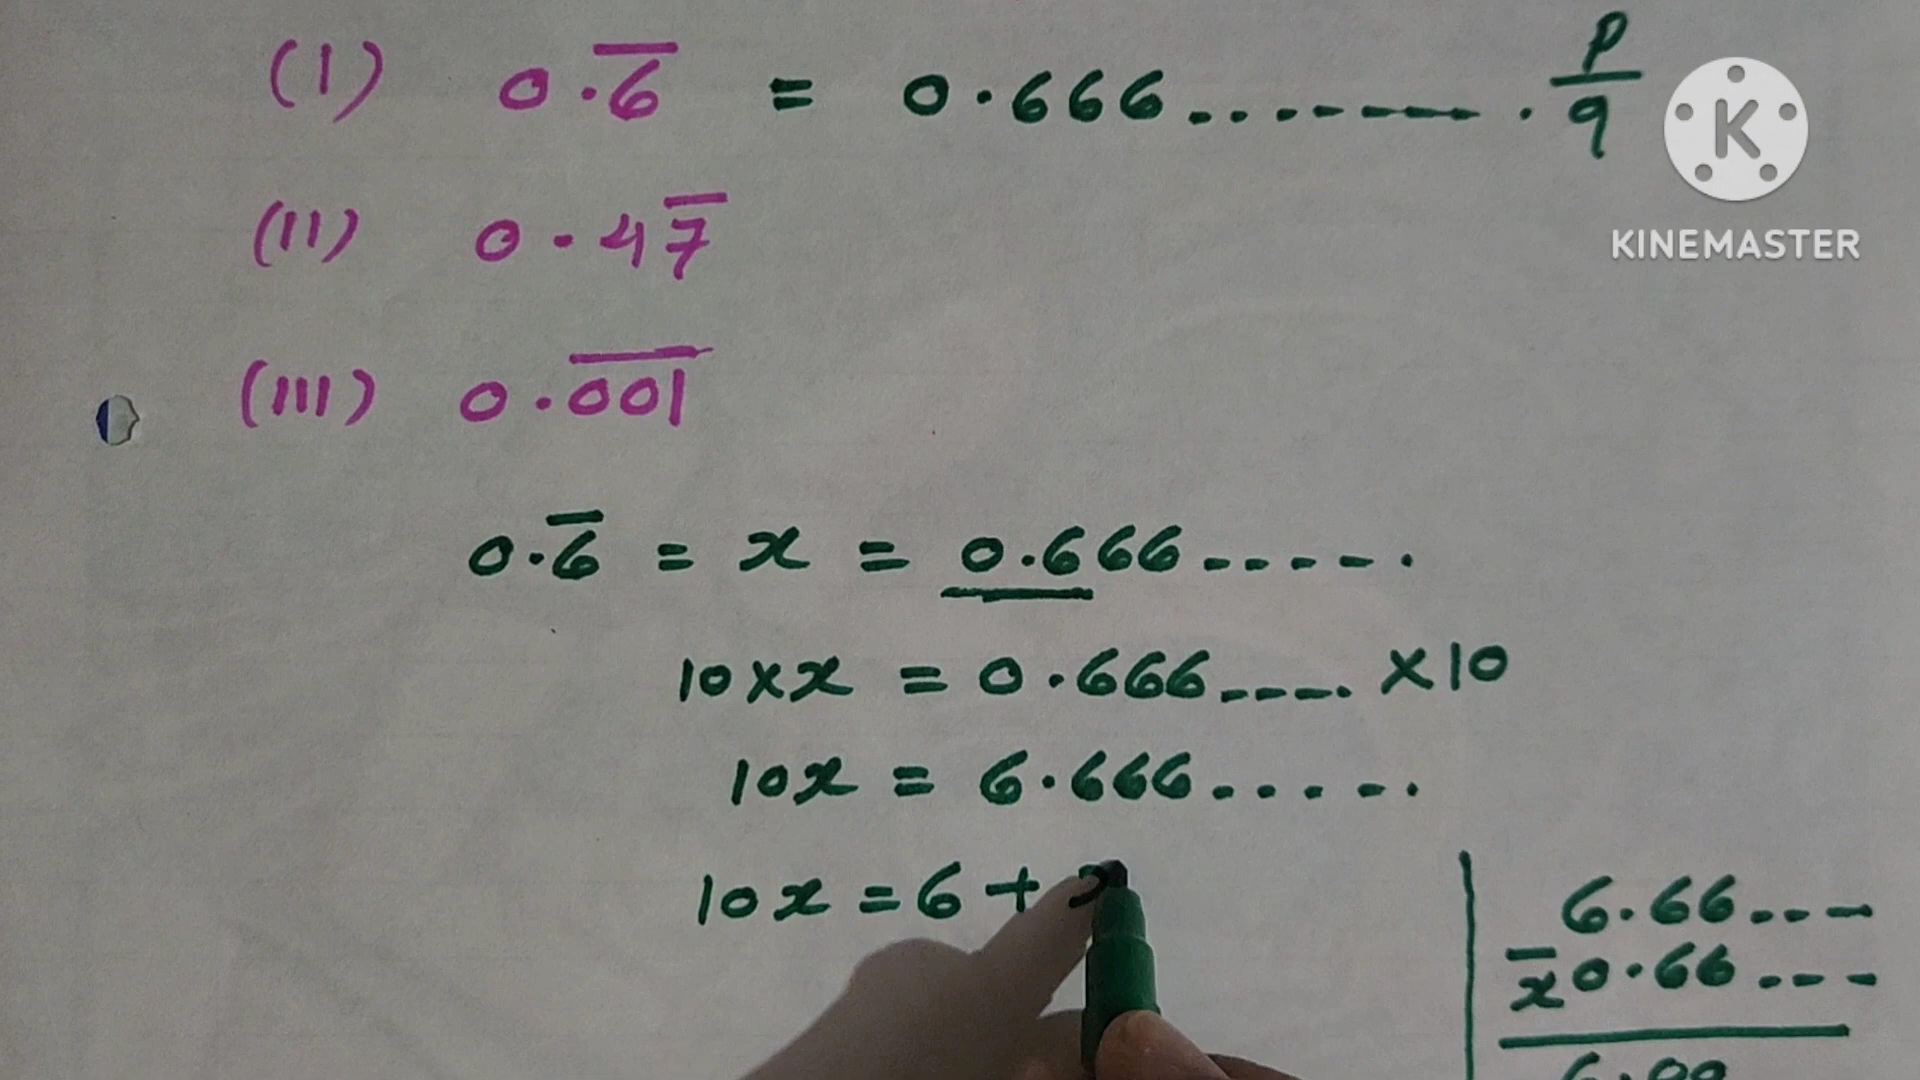 (I) 0.6̅ = 0.666........ . p/q
(II) 0.47̅
(III) 0.0̅0̅1̅
K
KINEMASTER
0.6̅ = x = 0.666......
10×x = 0.666..... ×10
10x = 6.666......
10x = 6 +
6.66...
- x 0.66...